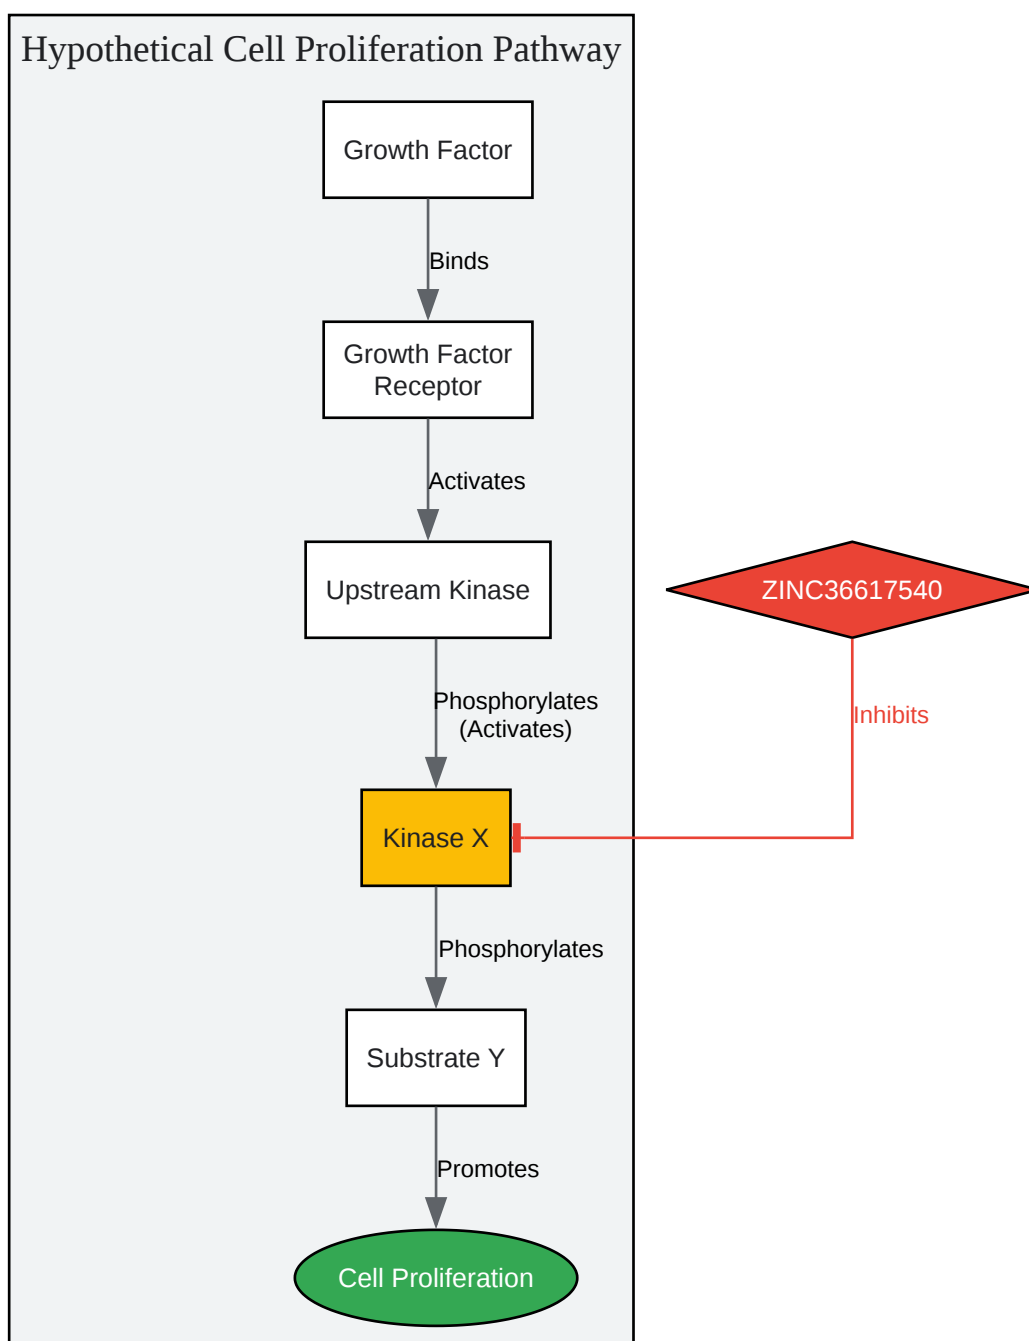 Hypothetical Cell Proliferation Pathway
Growth Factor
Binds
Growth Factor
Receptor
Activates
Upstream Kinase
ZINC36617540
Phosphorylates
(Activates)
Inhibits
Kinase X
Phosphorylates
Substrate Y
Promotes
Cell Proliferation